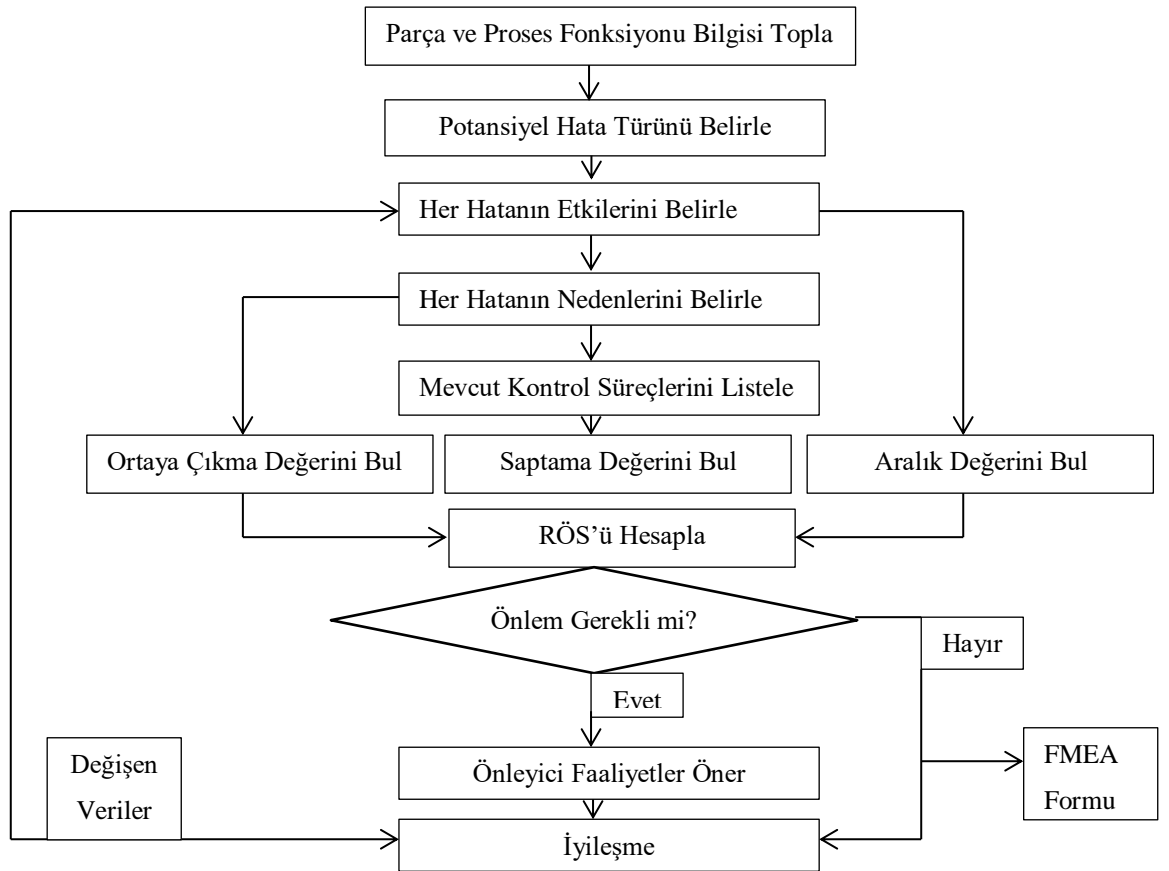 Parça ve Proses Fonksiyonu Bilgisi Topla
Potansiyel Hata Türünü Belirle
Her Hatanın Etkilerini Belirle
Her Hatanın Nedenlerini Belirle
Mevcut Kontrol Süreçlerini Listele
Ortaya Çıkma Değerini Bul
Saptama Değerini Bul
Aralık Değerini Bul
RÖS’ü Hesapla
Önlem Gerekli mi?
Hayır
Evet
Önleyici Faaliyetler Öner
Değişen
Veriler
FMEA
Formu
İyileşme